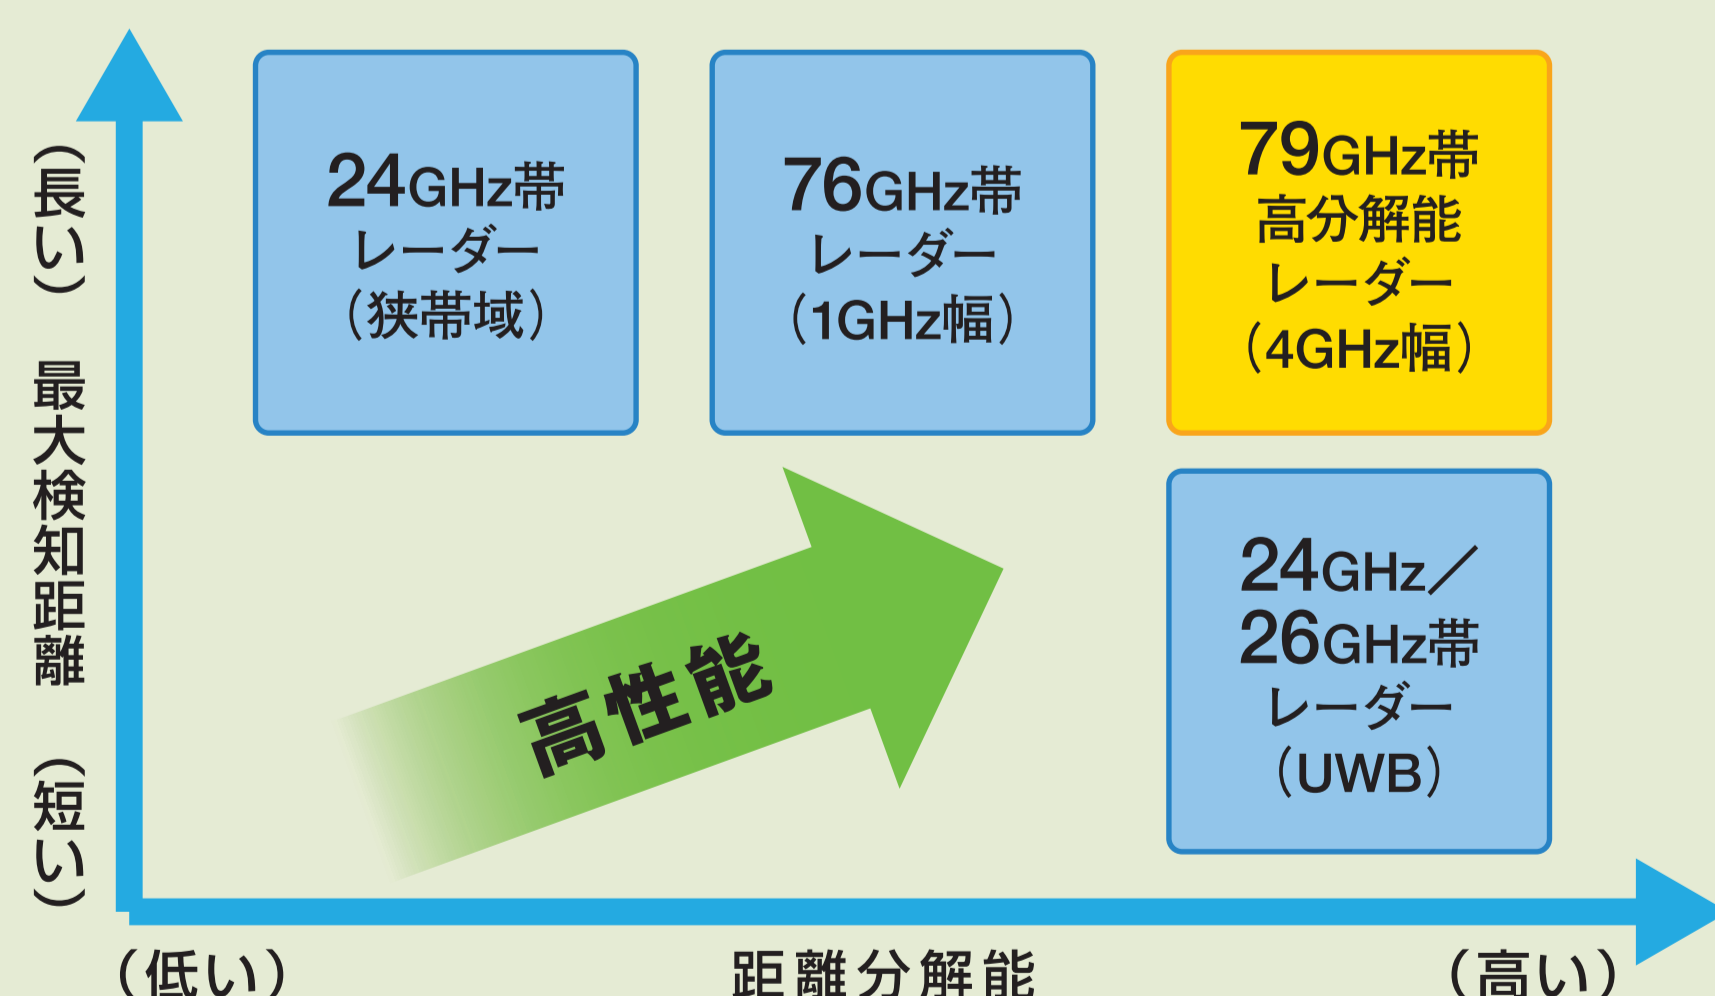 （長い）　最大検知距離　（短い）
24GHz帯
レーダー
（狭帯域）
76GHz帯
レーダー
（1GHz幅）
79GHz帯
高分解能
レーダー
（4GHz幅）
24GHz／
26GHz帯
レーダー
（UWB）
高性能
（低い）　距離分解能　（高い）